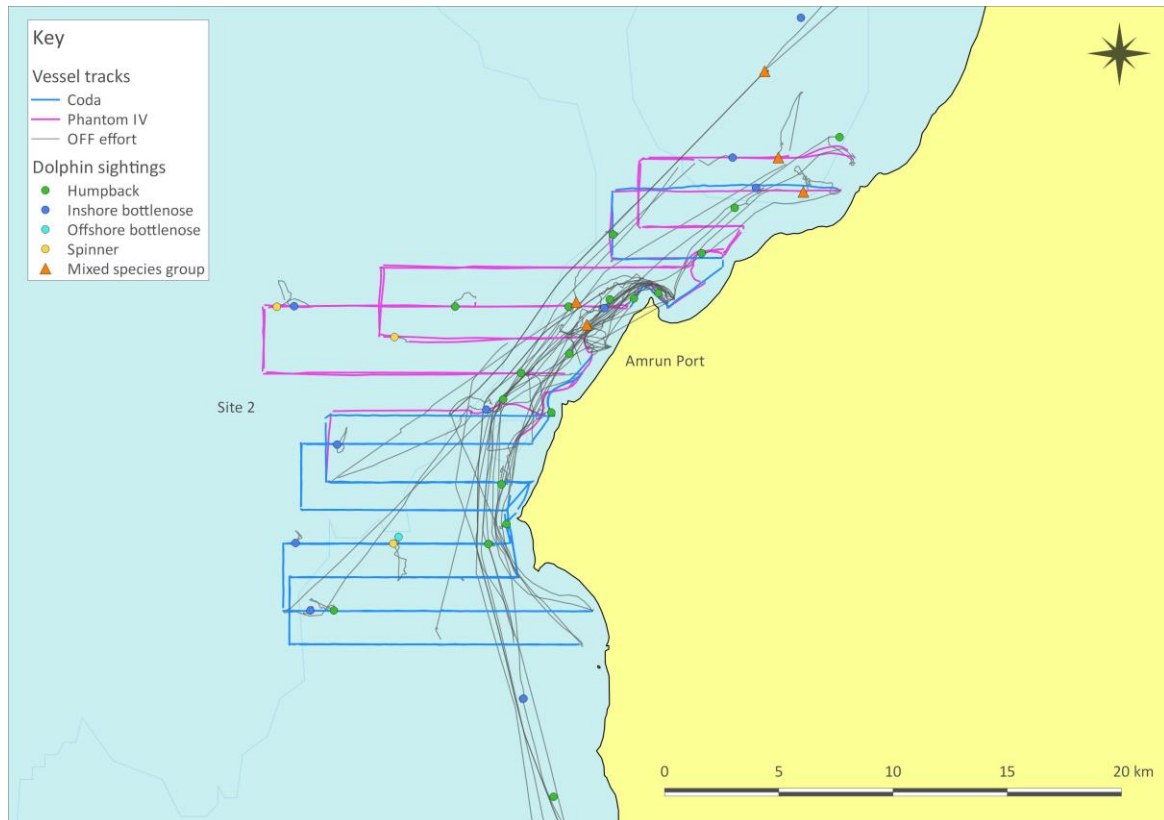 Key
Vessel tracks
Coda
Phantom IV
OFF effort
Dolphin sightings
Humpback
Inshore bottlenose
Offshore bottlenose
Spinner
Mixed species group
Amrun Port
Site 2
0 5 10 15 20 km